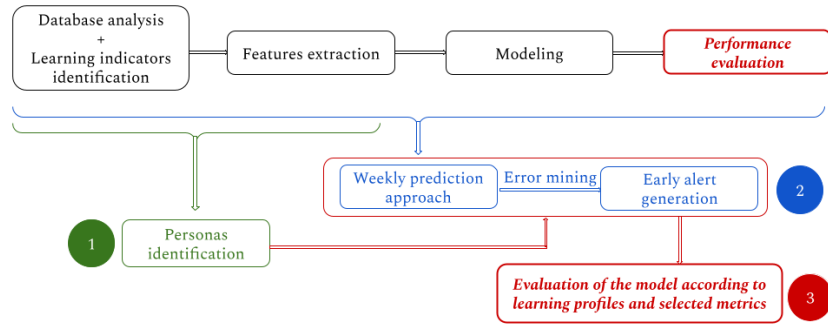 Database analysis
+
Learning indicators
identification
Features extraction
Modeling
Performance
evaluation
Weekly prediction
approach
Error mining
Early alert
generation
2
1
Personas
identification
Evaluation of the model according to
learning profiles and selected metrics
3